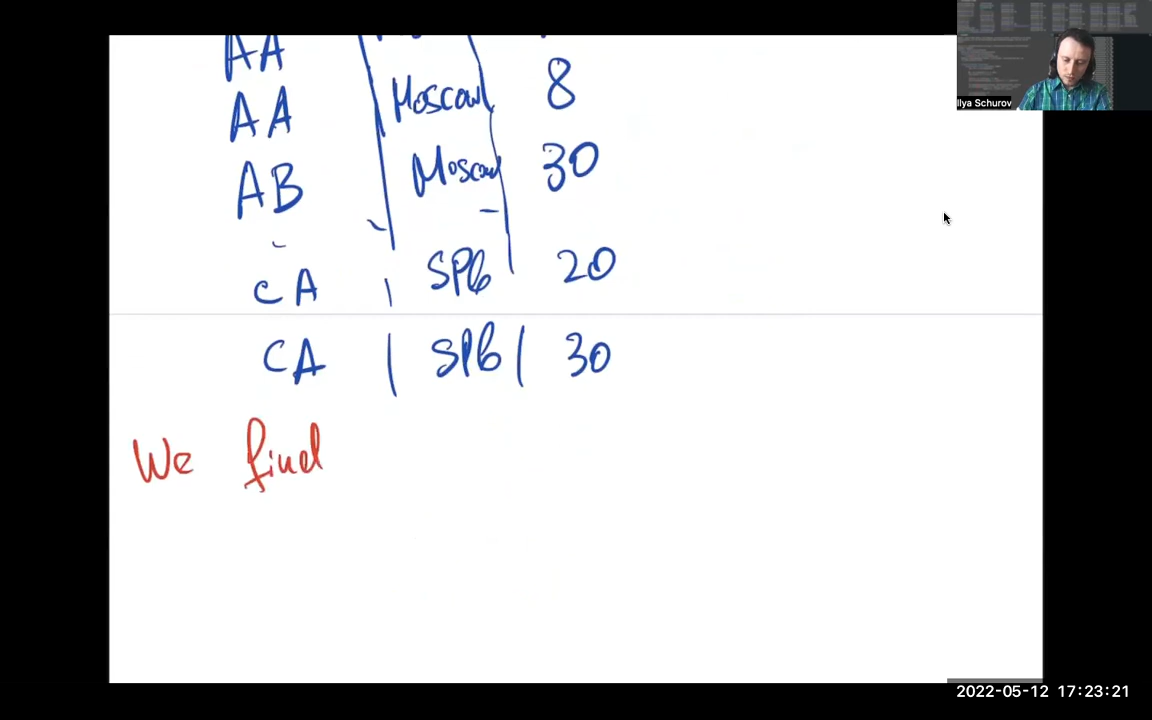 AA
AA | Moscow | 8
AB | Moscow | 30
CA | SPb | 20
CA | SPb | 30
We find
Ilya Schurov
2022-05-12 17:23:21